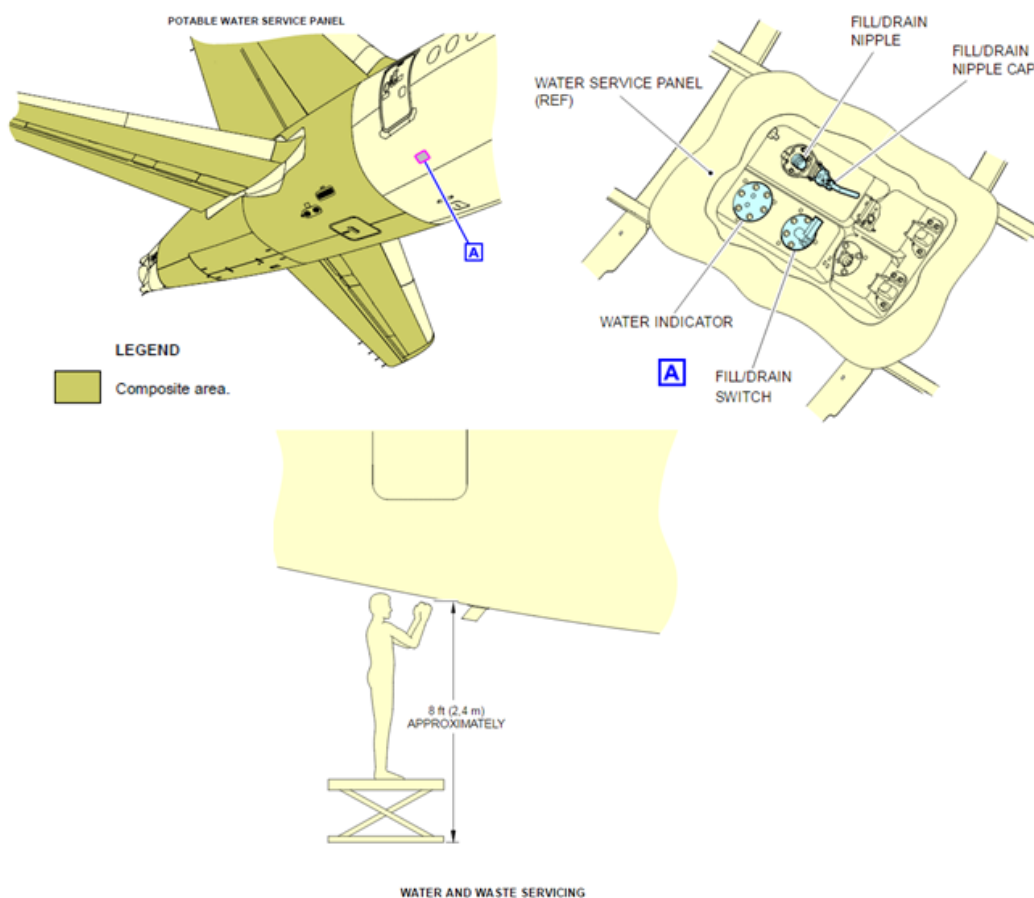 POTABLE WATER SERVICE PANEL
A
LEGEND
Composite area.
FILL/DRAIN
NIPPLE
FILL/DRAIN
NIPPLE CAP
WATER SERVICE PANEL
(REF)
WATER INDICATOR
A
FILL/DRAIN
SWITCH
8 ft (2,4 m)
APPROXIMATELY
WATER AND WASTE SERVICING